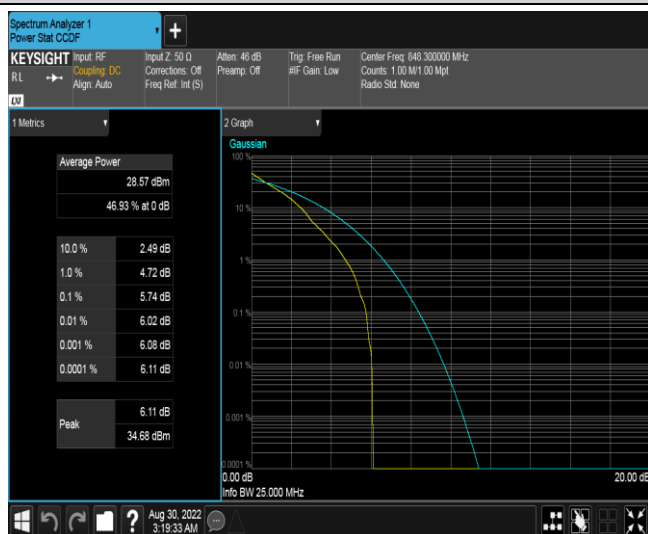 Spectrum Analyzer 1
Power Stat CCDF
+
KEYSIGHT
RL
LXI
Input: RF
Coupling: DC
Align: Auto
Input Z: 50 Ω
Corrections: Off
Freq Ref: Int (S)
Atten: 46 dB
Preamp: Off
Trig: Free Run
#IF Gain: Low
Center Freq: 848.300000 MHz
Counts: 1.00 M/1.00 Mpt
Radio Std: None
1 Metrics
Average Power
28.57 dBm
46.93 % at 0 dB
10.0 % 2.49 dB
1.0 % 4.72 dB
0.1 % 5.74 dB
0.01 % 6.02 dB
0.001 % 6.08 dB
0.0001 % 6.11 dB
Peak
6.11 dB
34.68 dBm
2 Graph
Gaussian
100 %
10 %
1 %
0.1 %
0.01 %
0.001 %
0.0001 %
0.00 dB 20.00 dB
Info BW 25.000 MHz
?
Aug 30, 2022
3:19:33 AM